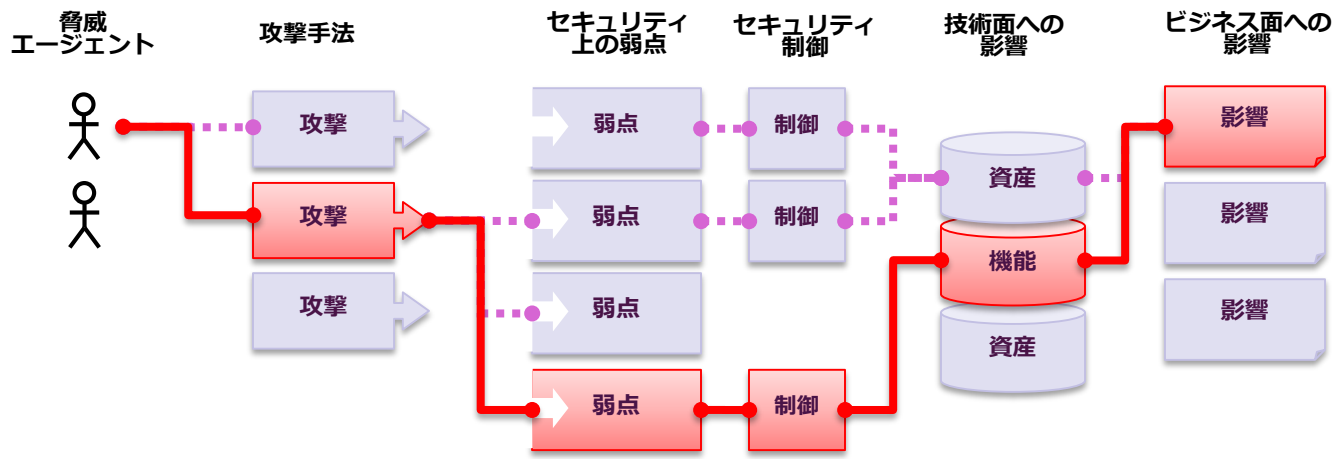 脅威
エージェント
攻撃手法
セキュリティ
上の弱点
セキュリティ
制御
技術面への
影響
ビジネス面への
影響
攻撃
攻撃
攻撃
弱点
弱点
弱点
弱点
制御
制御
制御
資産
機能
資産
影響
影響
影響